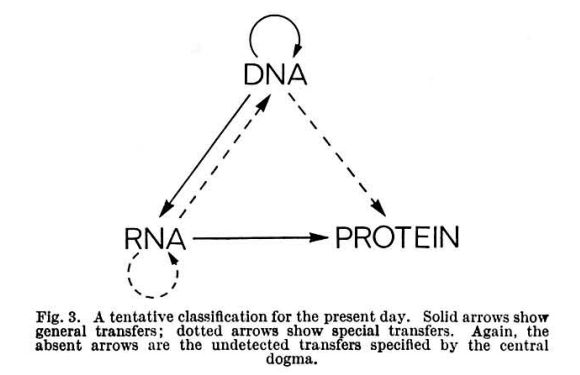 DNA
RNA
PROTEIN
Fig. 3. A tentative classification for the present day. Solid arrows show
general transfers; dotted arrows show special transfers. Again, the
absent arrows are the undetected transfers specified by the central
dogma.